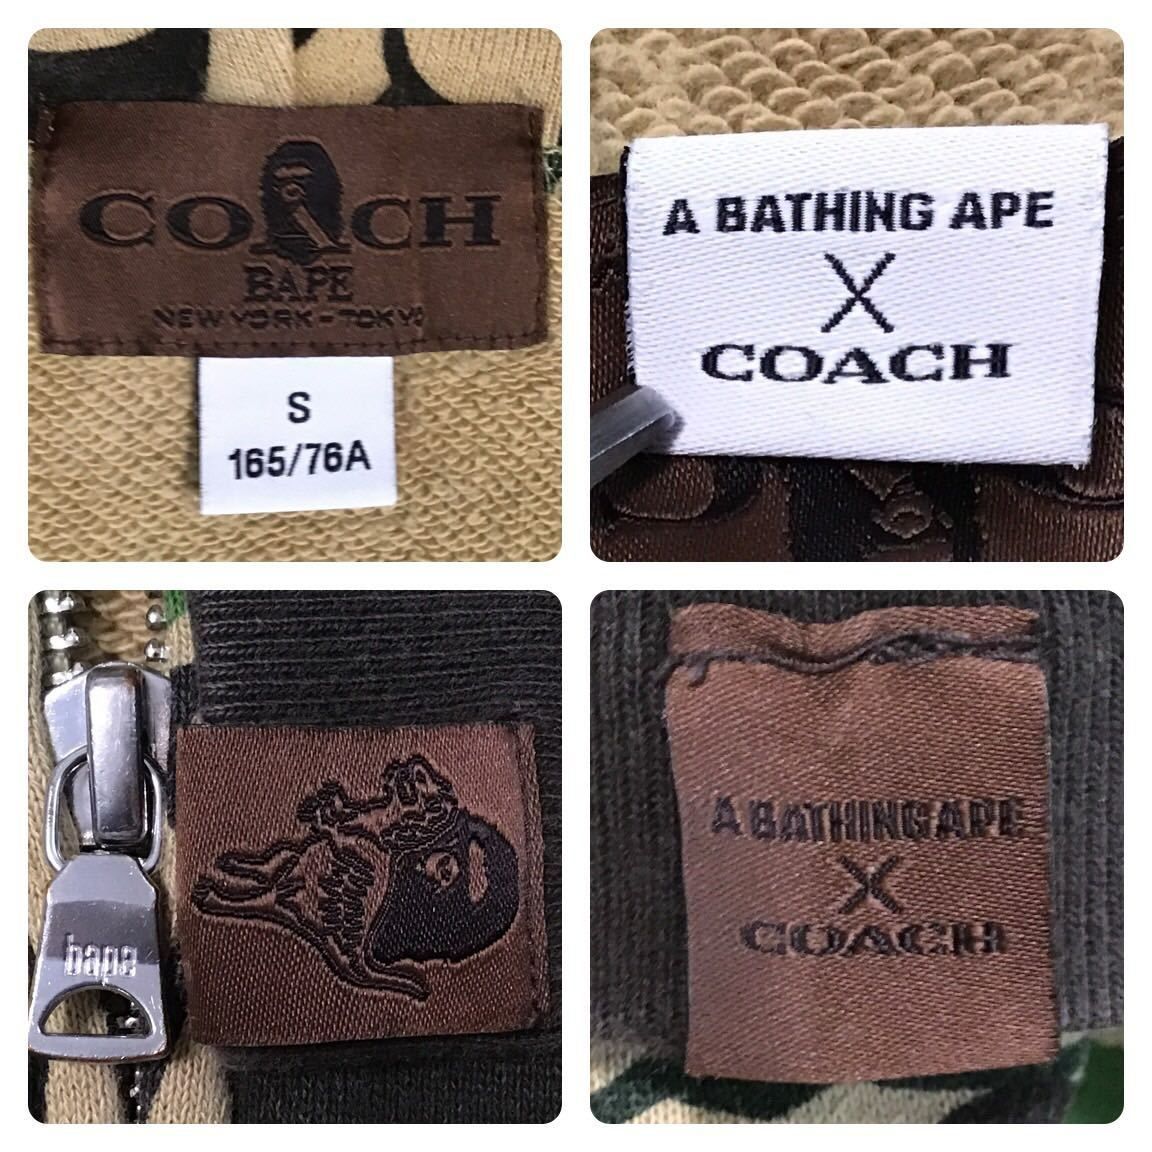 COACH
BAPE
NEW YORK - TOKYO
S
165/76A
A BATHING APE
X
COACH
bape
A BATHING APE
X
COACH